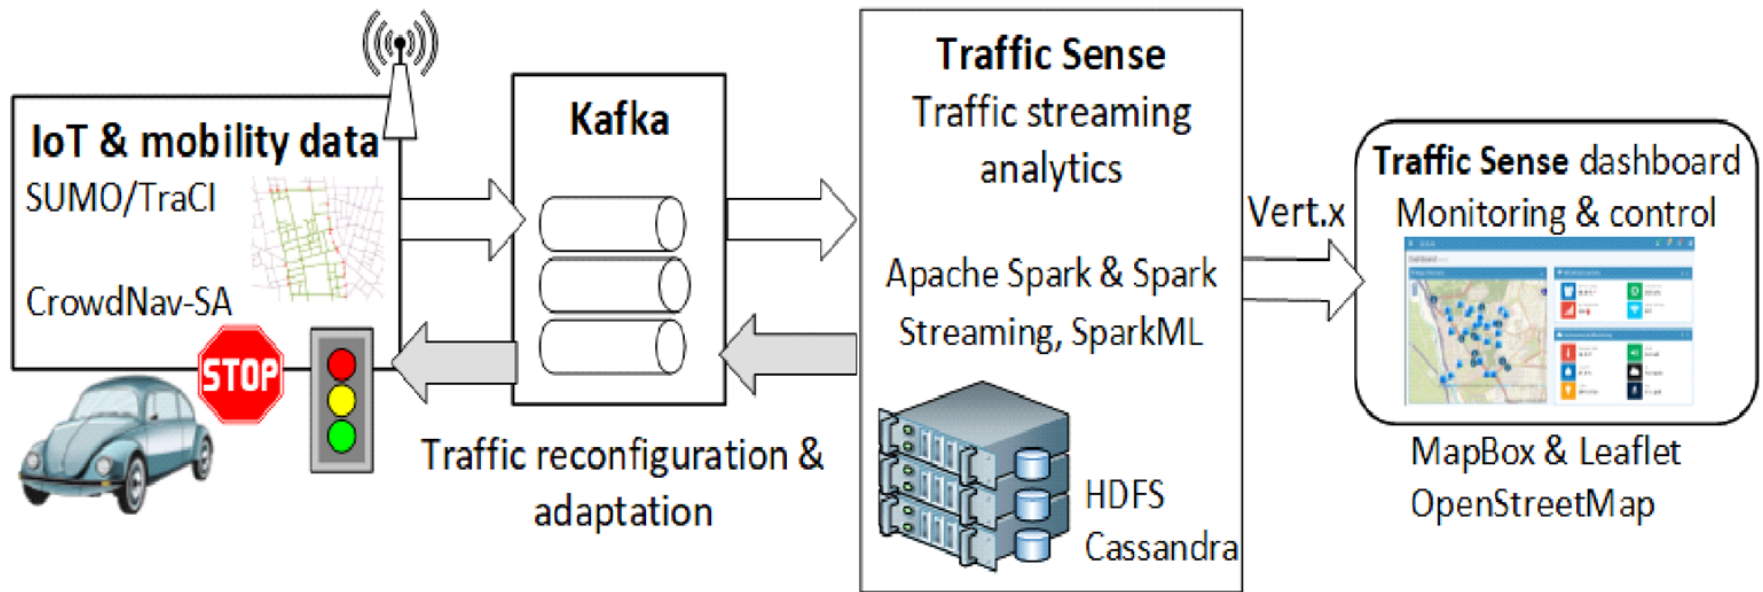 IoT & mobility data
SUMO/TraCI
CrowdNav-SA
STOP
Kafka
Traffic reconfiguration &
adaptation
Traffic Sense
Traffic streaming
analytics
Apache Spark & Spark
Streaming, SparkML
HDFS
Cassandra
Vert.x
Traffic Sense dashboard
Monitoring & control
Dashboard
MapBox & Leaflet
OpenStreetMap